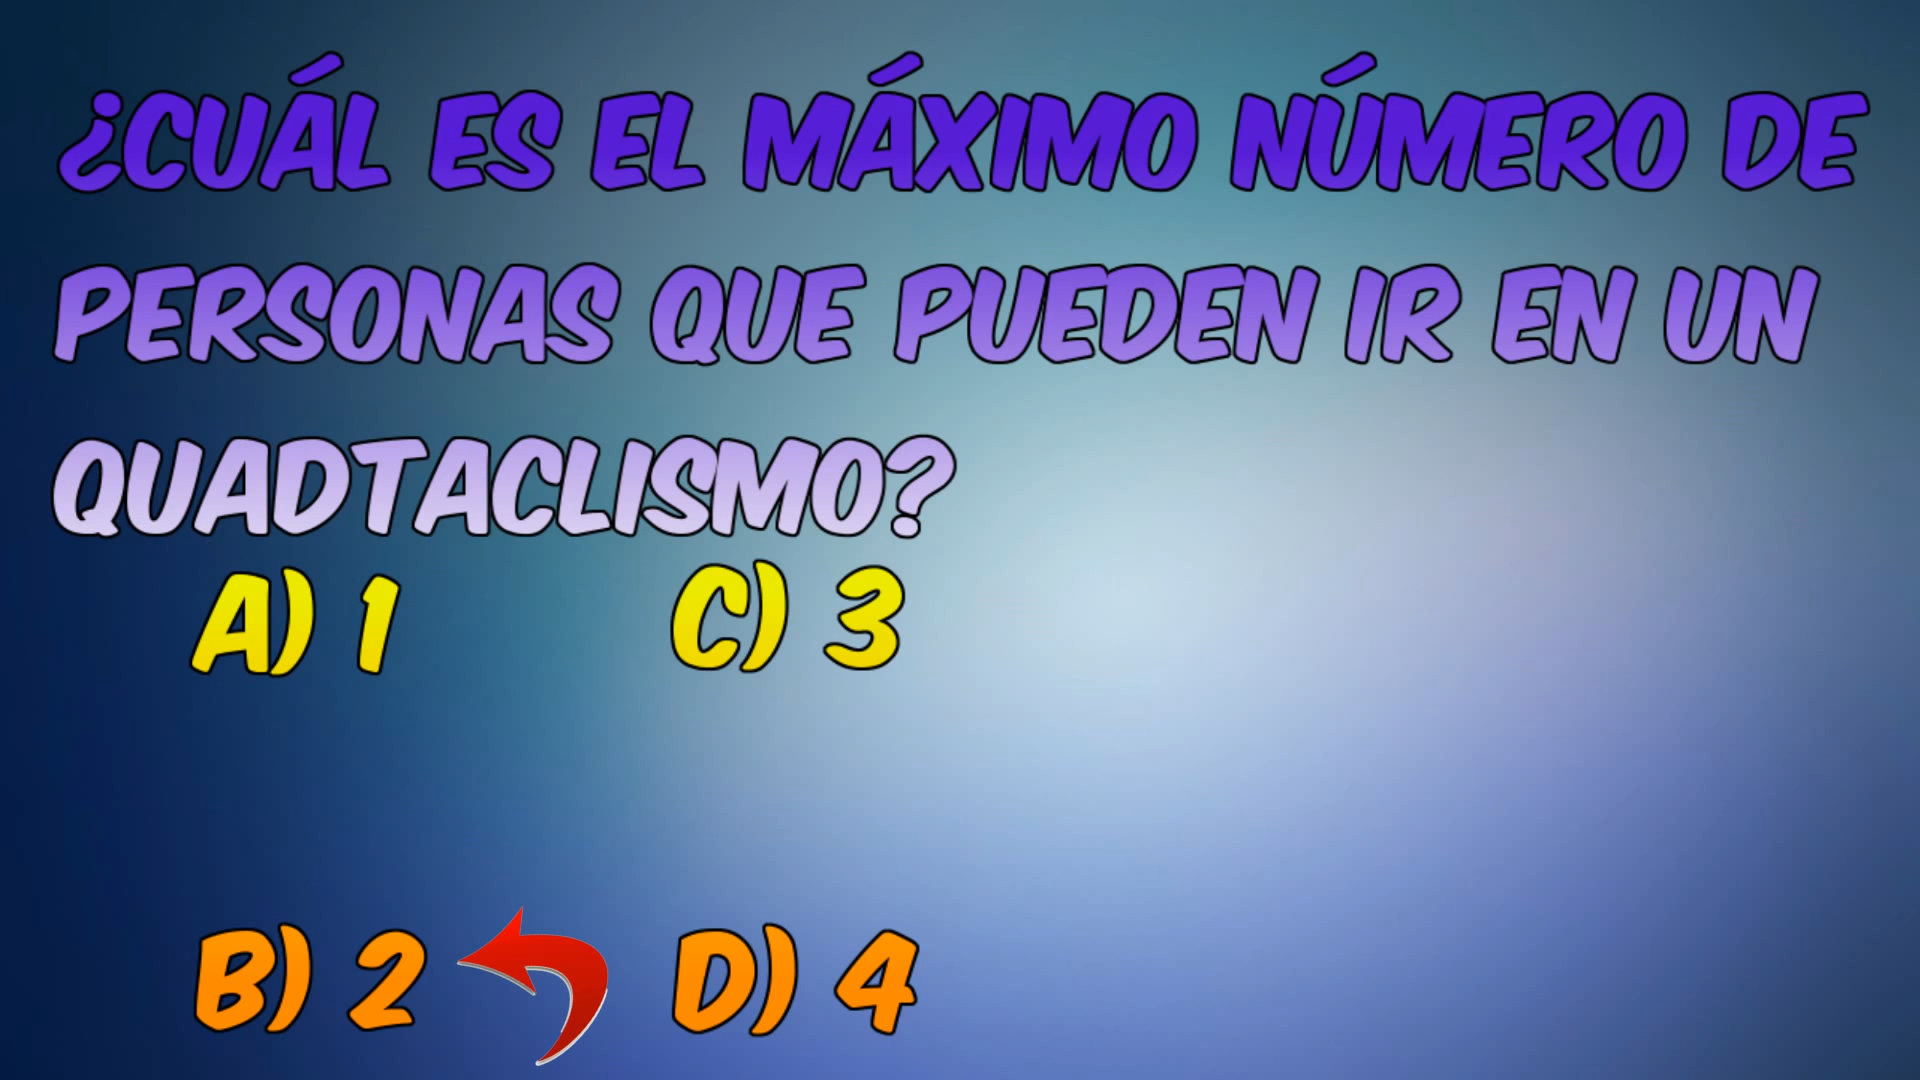 ¿CUÁL ES EL MÁXIMO NÚMERO DE
PERSONAS QUE PUEDEN IR EN UN
QUADTACLISMO?
A) 1
C) 3
B) 2
D) 4